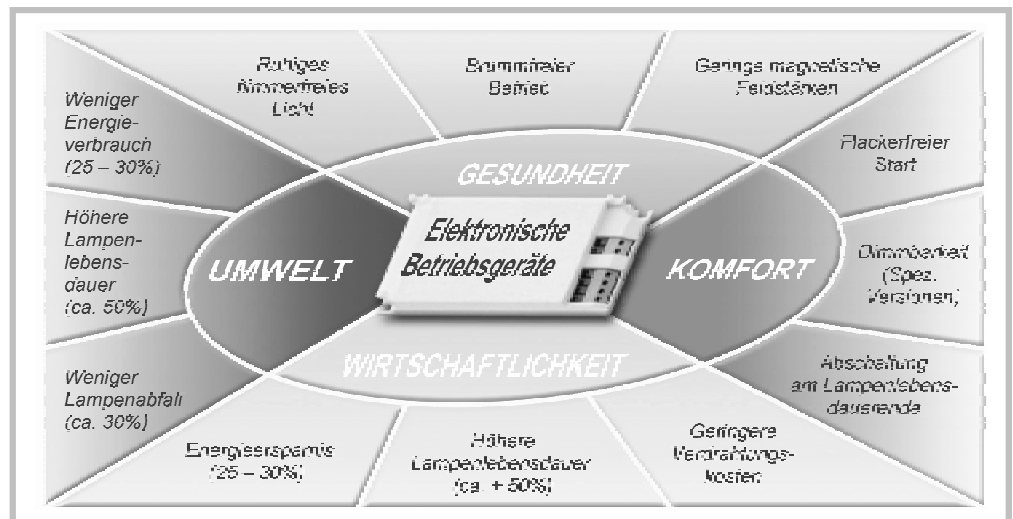 Ruhiges
flimmerfreies
Licht
Brummfreier
Betrieb
Geringe magnetische
Feldstärken
Weniger
Energie-
verbrauch
(25 – 30%)
Flackerfreier
Start
GESUNDHEIT
Höhere
Lampen-
lebens-
dauer
(ca. 50%)
UMWELT
Elektronische
Betriebsgeräte
KOMFORT
Dimmbarkeit
(Spez.
Versionen)
WIRTSCHAFTLICHKEIT
Weniger
Lampenabfall
(ca. 30%)
Abschaltung
am Lampenlebens-
dauerende
Energieersparnis
(25 – 30%)
Höhere
Lampenlebensdauer
(ca. + 50%)
Geringere
Verdrahtungs-
kosten